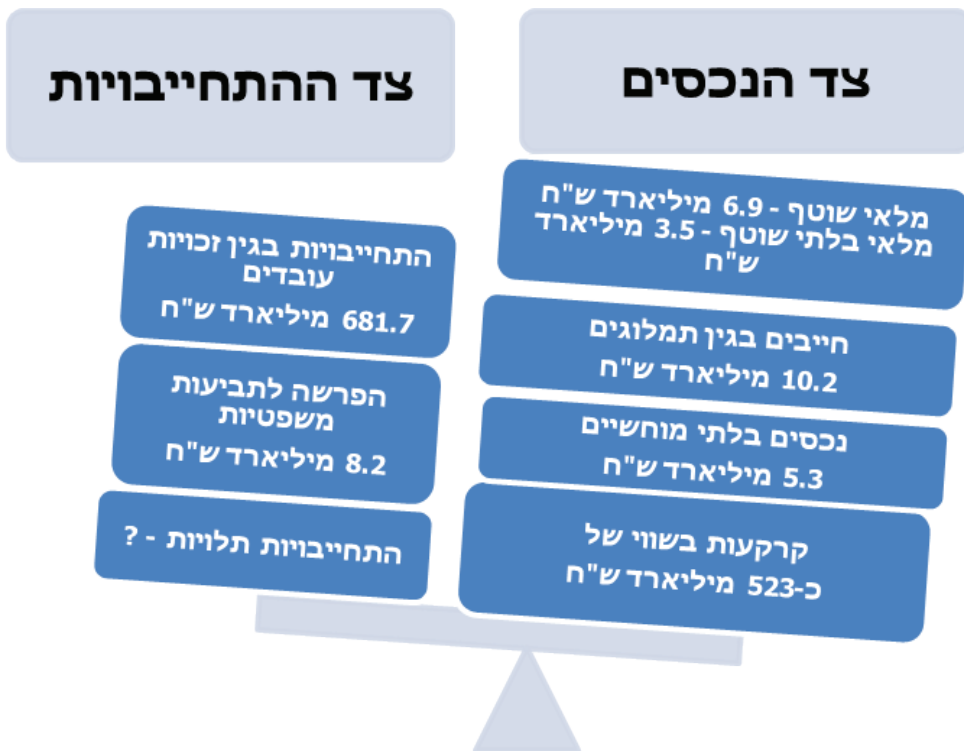 צד הנכסים
מלאי שוטף - 6.9 מיליארד ש"ח
מלאי בלתי שוטף - 3.5 מיליארד
ש"ח
חייבים בגין תמלוגים
10.2 מיליארד ש"ח
נכסים בלתי מוחשיים
5.3 מיליארד ש"ח
קרקעות בשווי של
כ-523 מיליארד ש"ח
צד ההתחייבויות
התחייבויות בגין זכויות
עובדים
681.7 מיליארד ש"ח
הפרשה לתביעות
משפטיות
8.2 מיליארד ש"ח
התחייבויות תלויות - ?